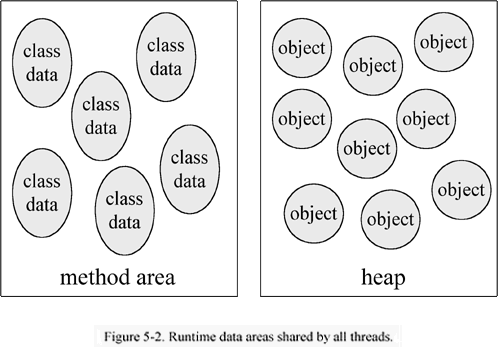 class
data
class
data
class
data
class
data
class
data
class
data
method area
object
object
object
object
object
object
object
object
object
heap
Figure 5-2. Runtime data areas shared by all threads.